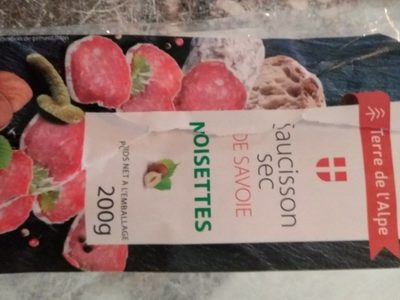 Terre de l'Alpe
saucisson
sec
DE SAVOIE
NOISETTES
POIDS NET A L'EMBALLAGE
200g